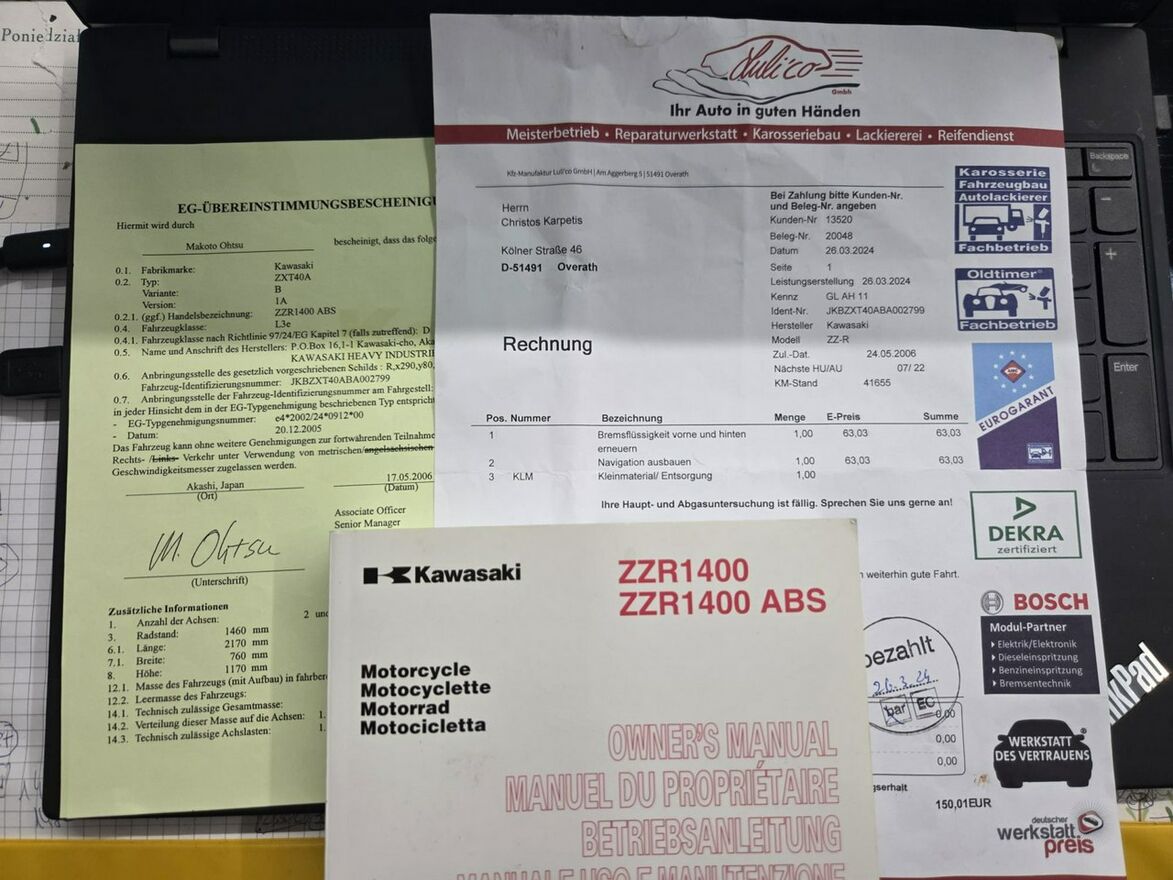 Poniedział
EG-ÜBEREINSTIMMUNGSBESCHEINIGU
Hiermit wird durch
Makoto Ohtsu
bescheinigt, dass das folge
0.1. Fabrikmarke: Kawasaki
0.2. Typ: ZXT40A
Variante: B
Version: 1A
0.2.1. (ggf.) Handelsbezeichnung: ZZR1400 ABS
0.4. Fahrzeugklasse: L3e
0.4.1. Fahrzeugklasse nach Richtlinie 97/24/EG Kapitel 7 (falls zutreffend): D
0.5. Name und Anschrift des Herstellers: P.O.Box 16,1-1 Kawasaki-cho, Aka
KAWASAKI HEAVY INDUSTRIE
0.6. Anbringungsstelle des gesetzlich vorgeschriebenen Schilds : R,x290,y80,
Fahrzeug-Identifizierungsnummer: JKBZXT40ABA002799
0.7. Anbringungsstelle der Fahrzeug-Identifizierungsnummer am Fahrgestell:
in jeder Hinsicht dem in der EG-Typgenehmigung beschriebenen Typ entspricht
- EG-Typgenehmigungsnummer: e4*2002/24*0912*00
- Datum: 20.12.2005
Das Fahrzeug kann ohne weitere Genehmigungen zur fortwährenden Teilnahme
Rechts- /Links- Verkehr unter Verwendung von metrischen/angelsächsischen
Geschwindigkeitsmesser zugelassen werden.
Akashi, Japan 17.05.2006
(Ort) (Datum)
Associate Officer
Senior Manager
M. Ohtsu
(Unterschrift)
Zusätzliche Informationen
1. Anzahl der Achsen: 2 und
3. Radstand: 1460 mm
6.1. Länge: 2170 mm
7.1. Breite: 760 mm
8. Höhe: 1170 mm
12.1. Masse des Fahrzeugs (mit Aufbau) in fahrbere
12.2. Leermasse des Fahrzeugs:
14.1. Technisch zulässige Gesamtmasse:
14.2. Verteilung dieser Masse auf die Achsen: 1.
14.3. Technisch zulässige Achslasten: 1.
Luli'co
GmbH
Ihr Auto in guten Händen
Meisterbetrieb • Reparaturwerkstatt • Karosseriebau • Lackiererei • Reifendienst
Kfz-Manufaktur Luli'co GmbH | Am Aggerberg 5 | 51491 Overath
Herrn
Christos Karpetis
Kölner Straße 46
D-51491 Overath
Bei Zahlung bitte Kunden-Nr.
und Beleg-Nr. angeben
Kunden-Nr 13520
Beleg-Nr. 20048
Datum 26.03.2024
Seite 1
Leistungserstellung 26.03.2024
Kennz GL AH 11
Ident-Nr. JKBZXT40ABA002799
Hersteller Kawasaki
Modell ZZ-R
Zul.-Dat. 24.05.2006
Nächste HU/AU 07/ 22
KM-Stand 41655
Rechnung
Pos. Nummer Bezeichnung Menge E-Preis Summe
1 Bremsflüssigkeit vorne und hinten 1,00 63,03 63,03
erneuern
2 Navigation ausbauen 1,00 63,03 63,03
3 KLM Kleinmaterial/ Entsorgung 1,00
Ihre Haupt- und Abgasuntersuchung ist fällig. Sprechen Sie uns gerne an!
n weiterhin gute Fahrt.
bezahlt
26.3.24
bar EC
0,00
0,00
0,00
gserhalt
150,01EUR
Karosserie
Fahrzeugbau
Autolackierer
Fachbetrieb
Oldtimer
Fachbetrieb
EUROGARANT
DEKRA
zertifiziert
BOSCH
Modul-Partner
Elektrik/Elektronik
Dieseleinspritzung
Benzineinspritzung
Bremsentechnik
WERKSTATT
DES VERTRAUENS
deutscher
werkstatt
preis
Kawasaki
ZZR1400
ZZR1400 ABS
Motorcycle
Motocyclette
Motorrad
Motocicletta
OWNER'S MANUAL
MANUEL DU PROPRIÉTAIRE
BETRIEBSANLEITUNG
MANUALE USO E MANUTENZIONE
Backspace
Enter
nkPad